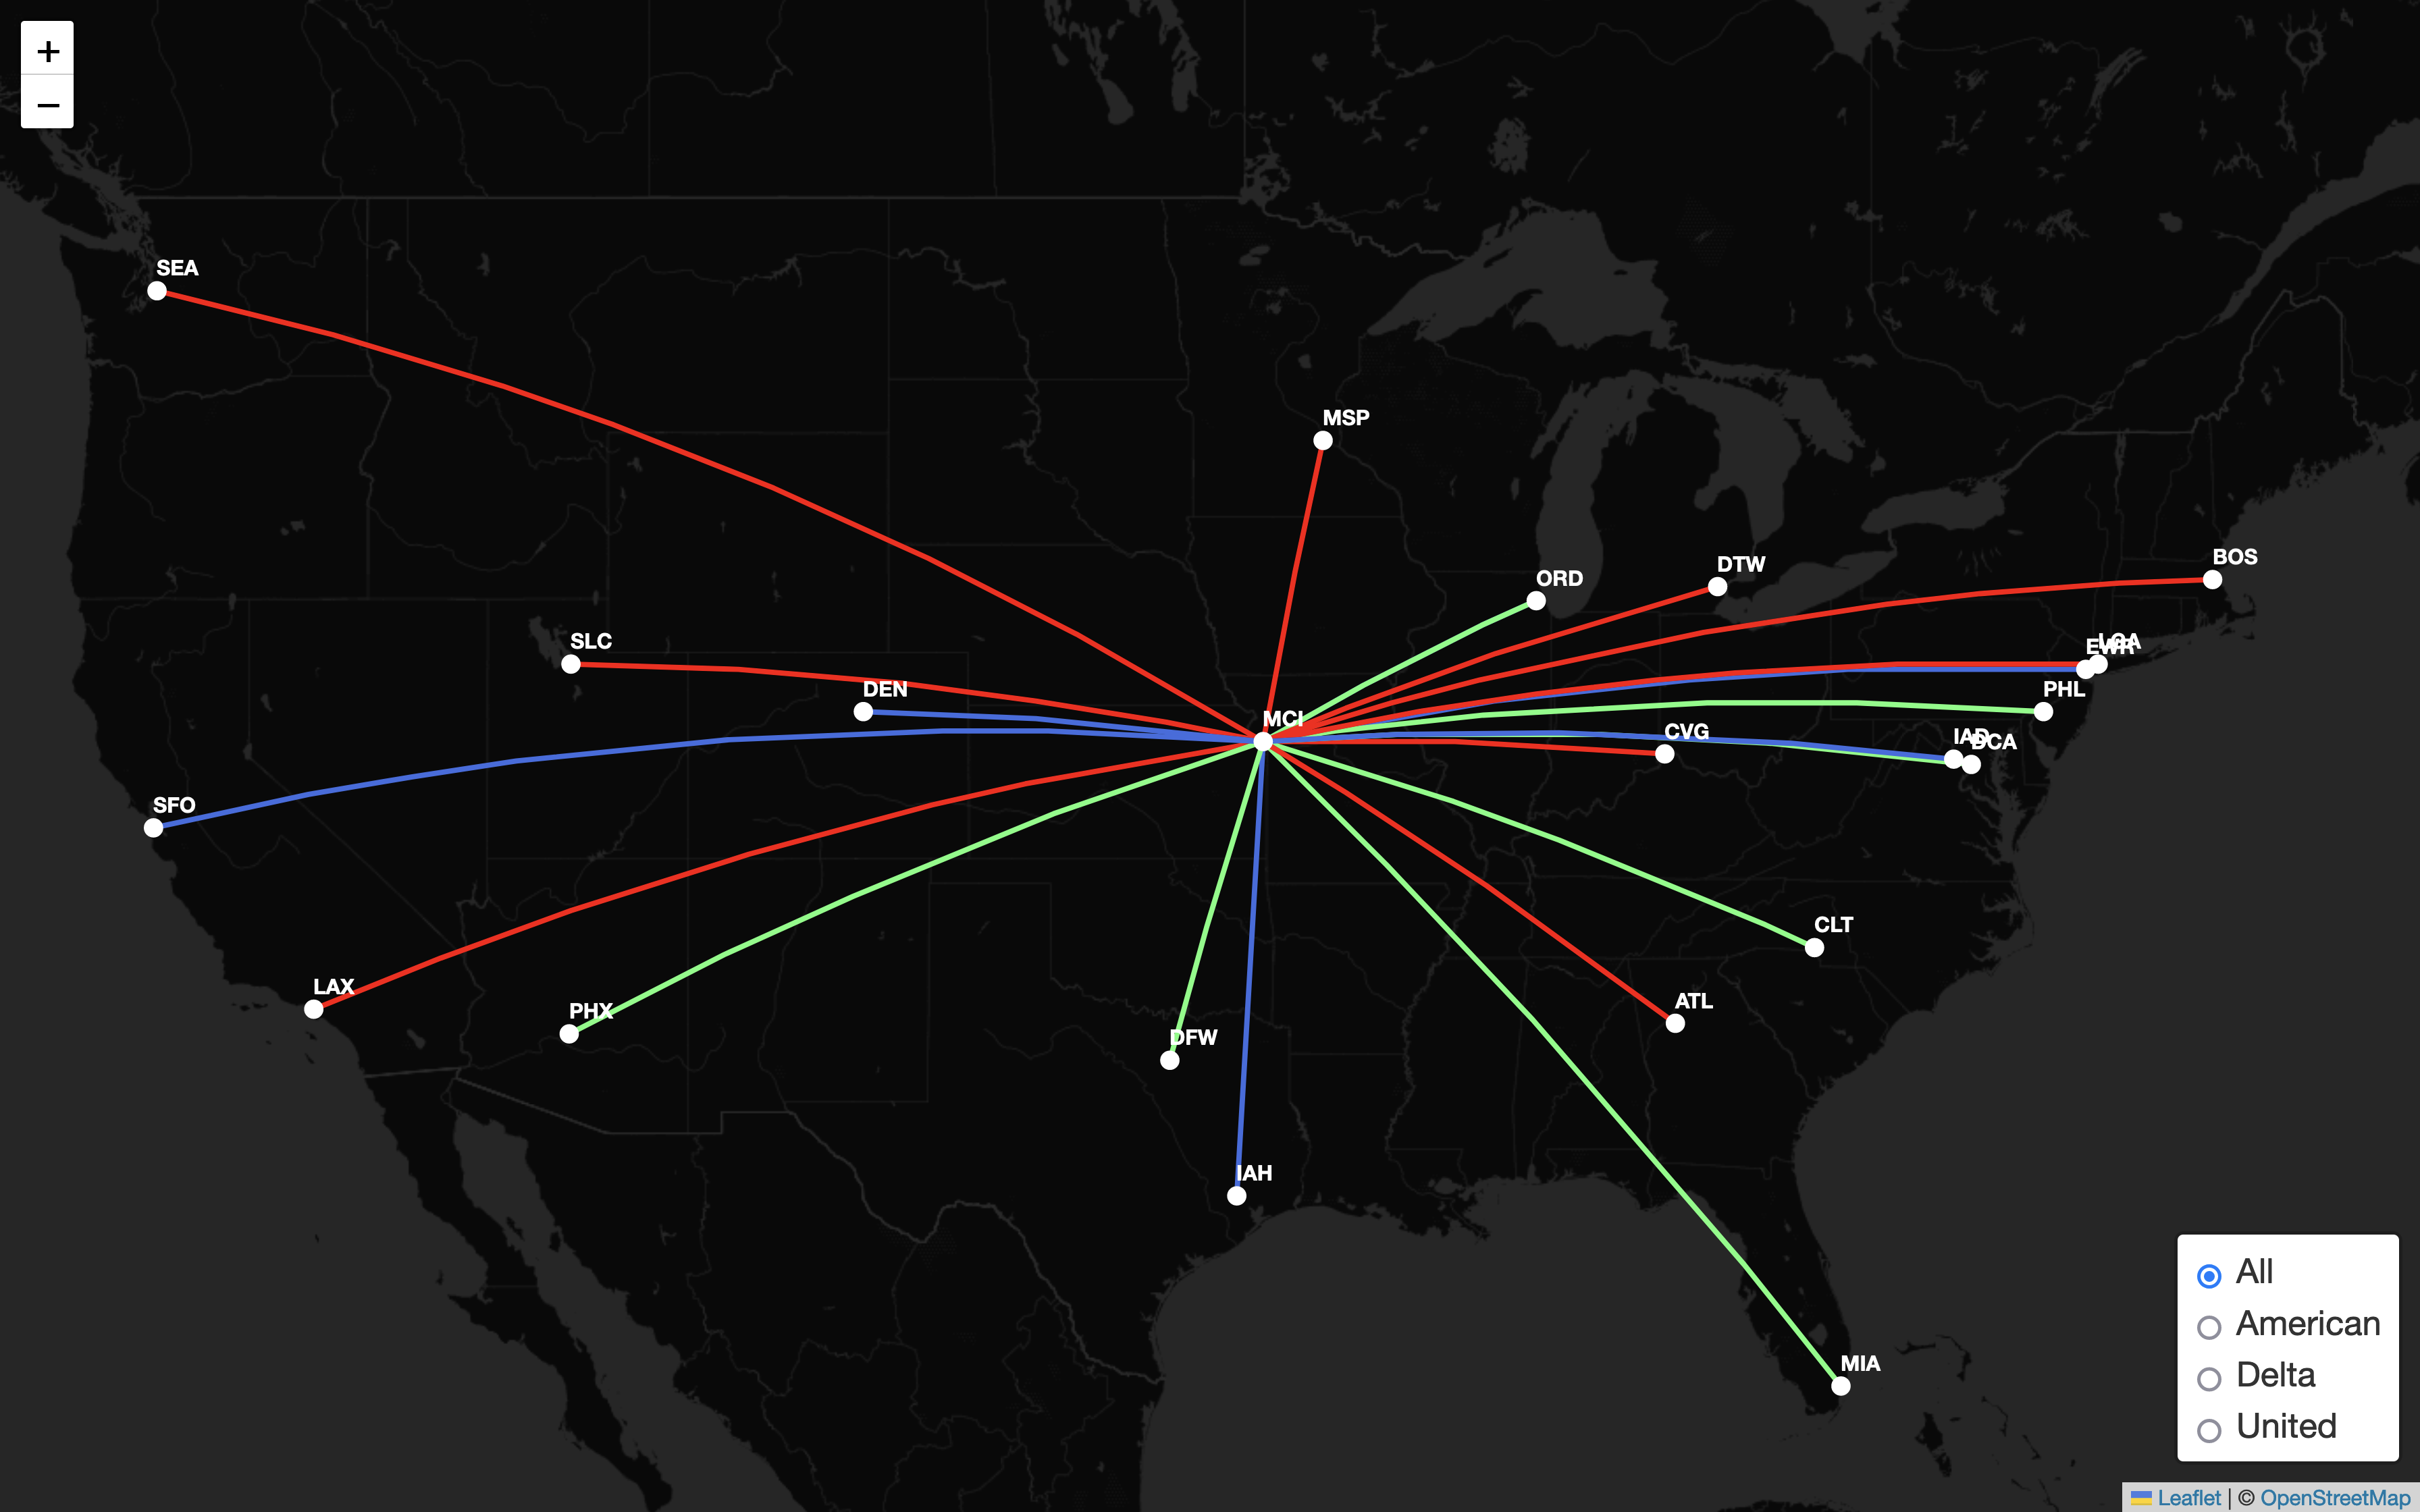 +
−
SEA
MSP
BOS
DTW
ORD
SLC
LGA
EWR
DEN
PHL
MCI
CVG
IAD
DCA
SFO
CLT
LAX
ATL
PHX
DFW
IAH
MIA
All
American
Delta
United
Leaflet | © OpenStreetMap